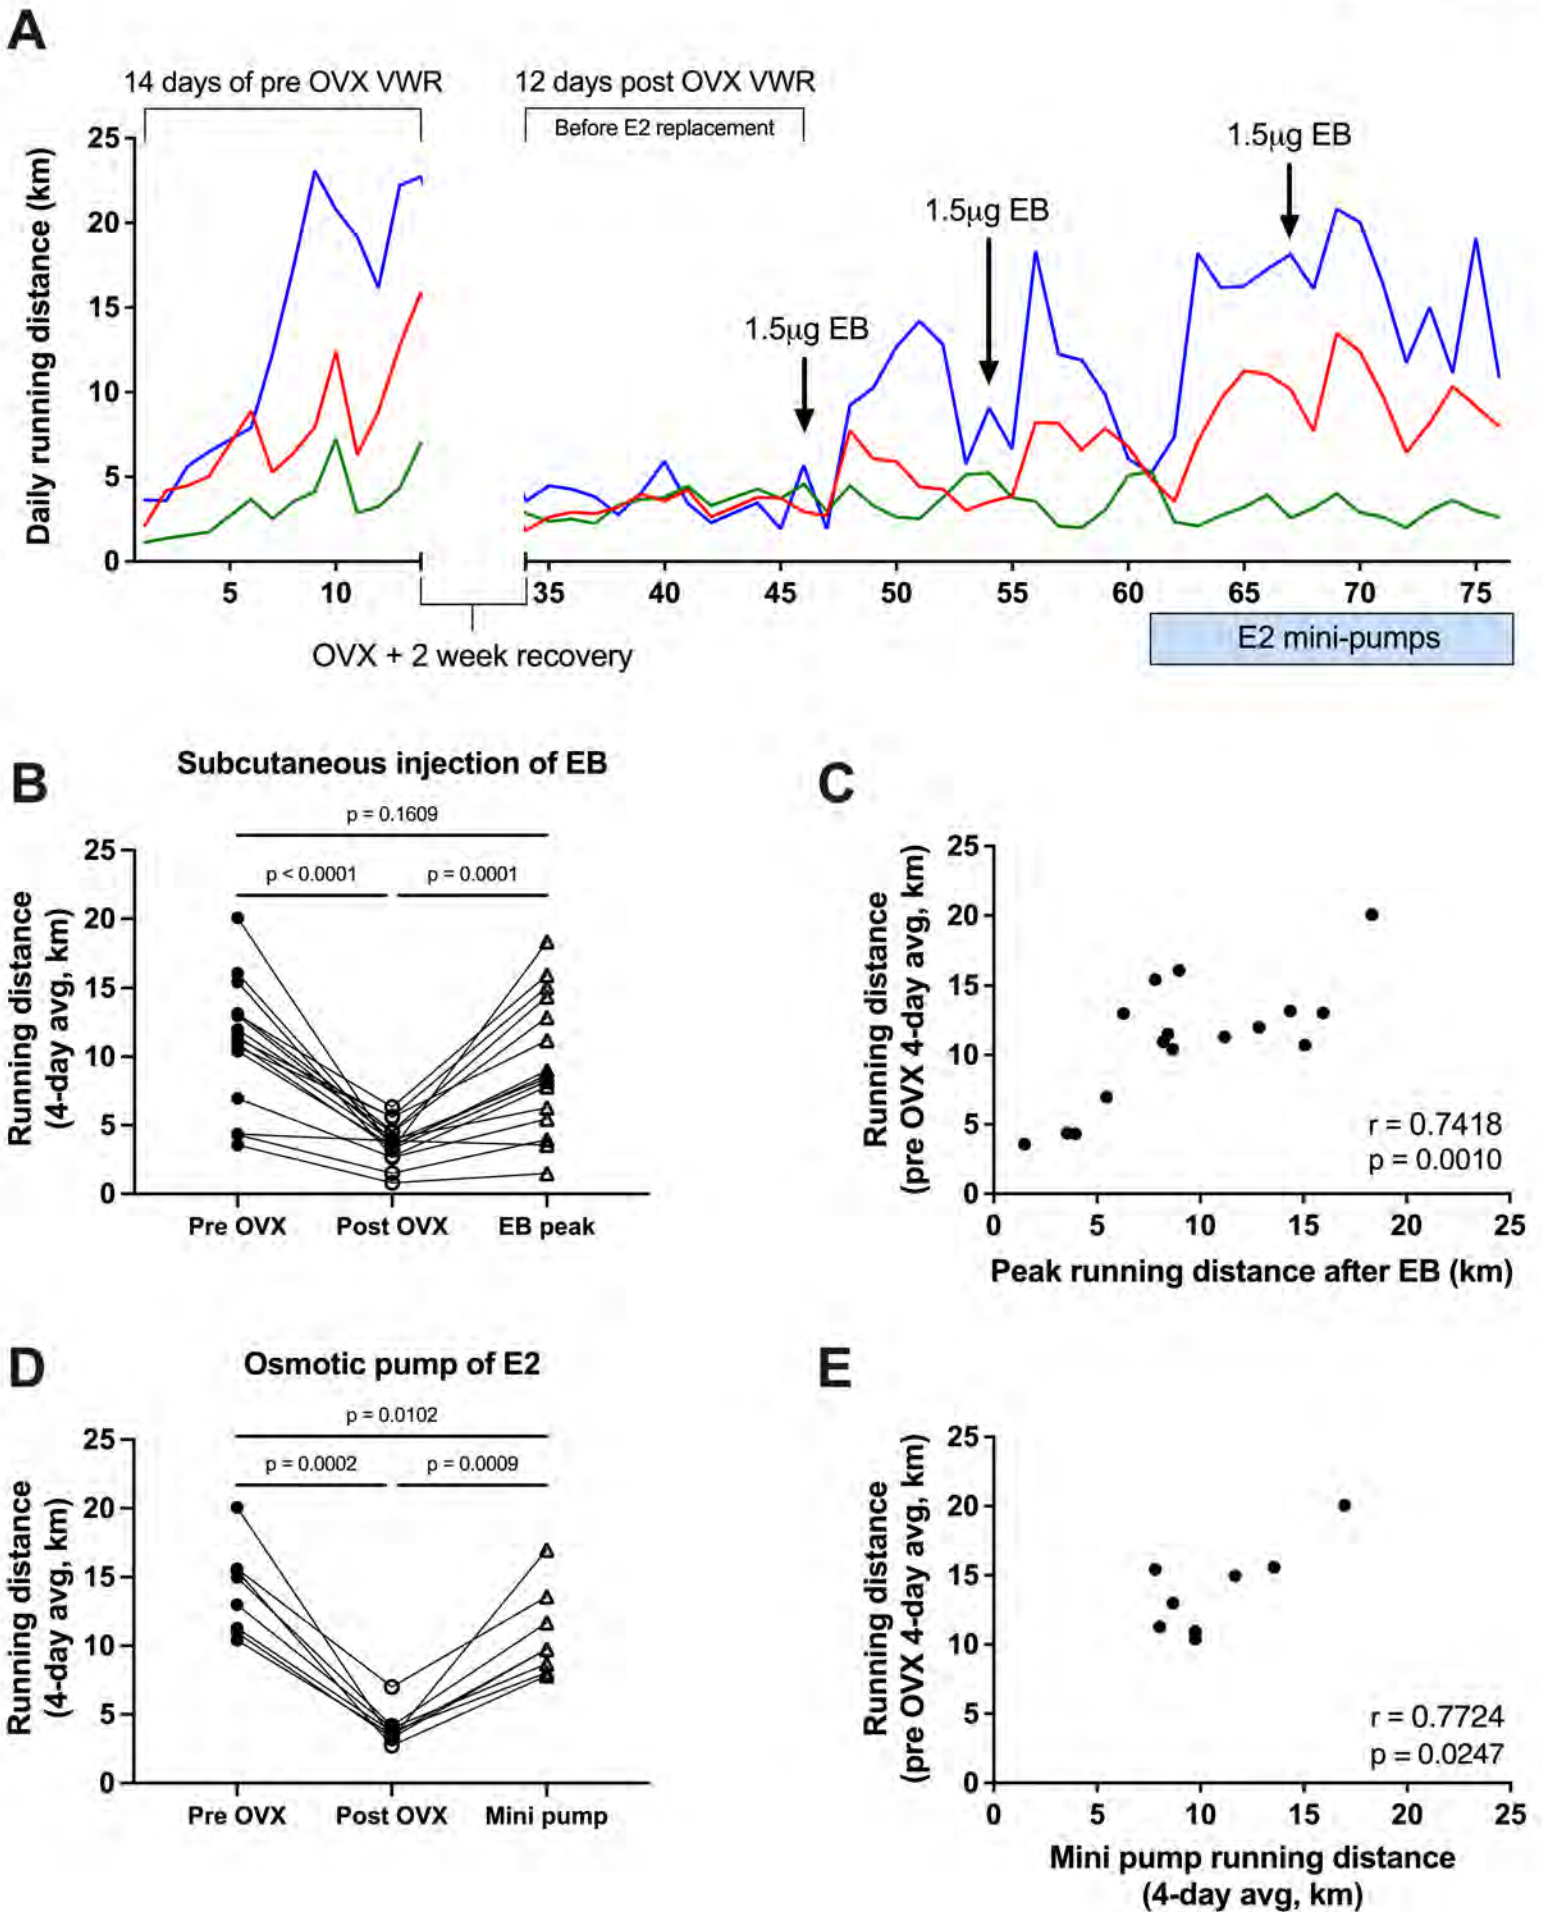 A
14 days of pre OVX VWR
12 days post OVX VWR
Before E2 replacement
1.5μg EB
1.5μg EB
1.5μg EB
Daily running distance (km)
25
20
15
10
5
0
5
10
35
40
45
50
55
60
65
70
75
OVX + 2 week recovery
E2 mini-pumps
B
Subcutaneous injection of EB
p = 0.1609
p < 0.0001
p = 0.0001
Running distance
(4-day avg, km)
25
20
15
10
5
0
Pre OVX
Post OVX
EB peak
C
Running distance
(pre OVX 4-day avg, km)
25
20
15
10
5
0
r = 0.7418
p = 0.0010
0
5
10
15
20
25
Peak running distance after EB (km)
D
Osmotic pump of E2
p = 0.0102
p = 0.0002
p = 0.0009
Running distance
(4-day avg, km)
25
20
15
10
5
0
Pre OVX
Post OVX
Mini pump
E
Running distance
(pre OVX 4-day avg, km)
25
20
15
10
5
0
r = 0.7724
p = 0.0247
0
5
10
15
20
25
Mini pump running distance
(4-day avg, km)